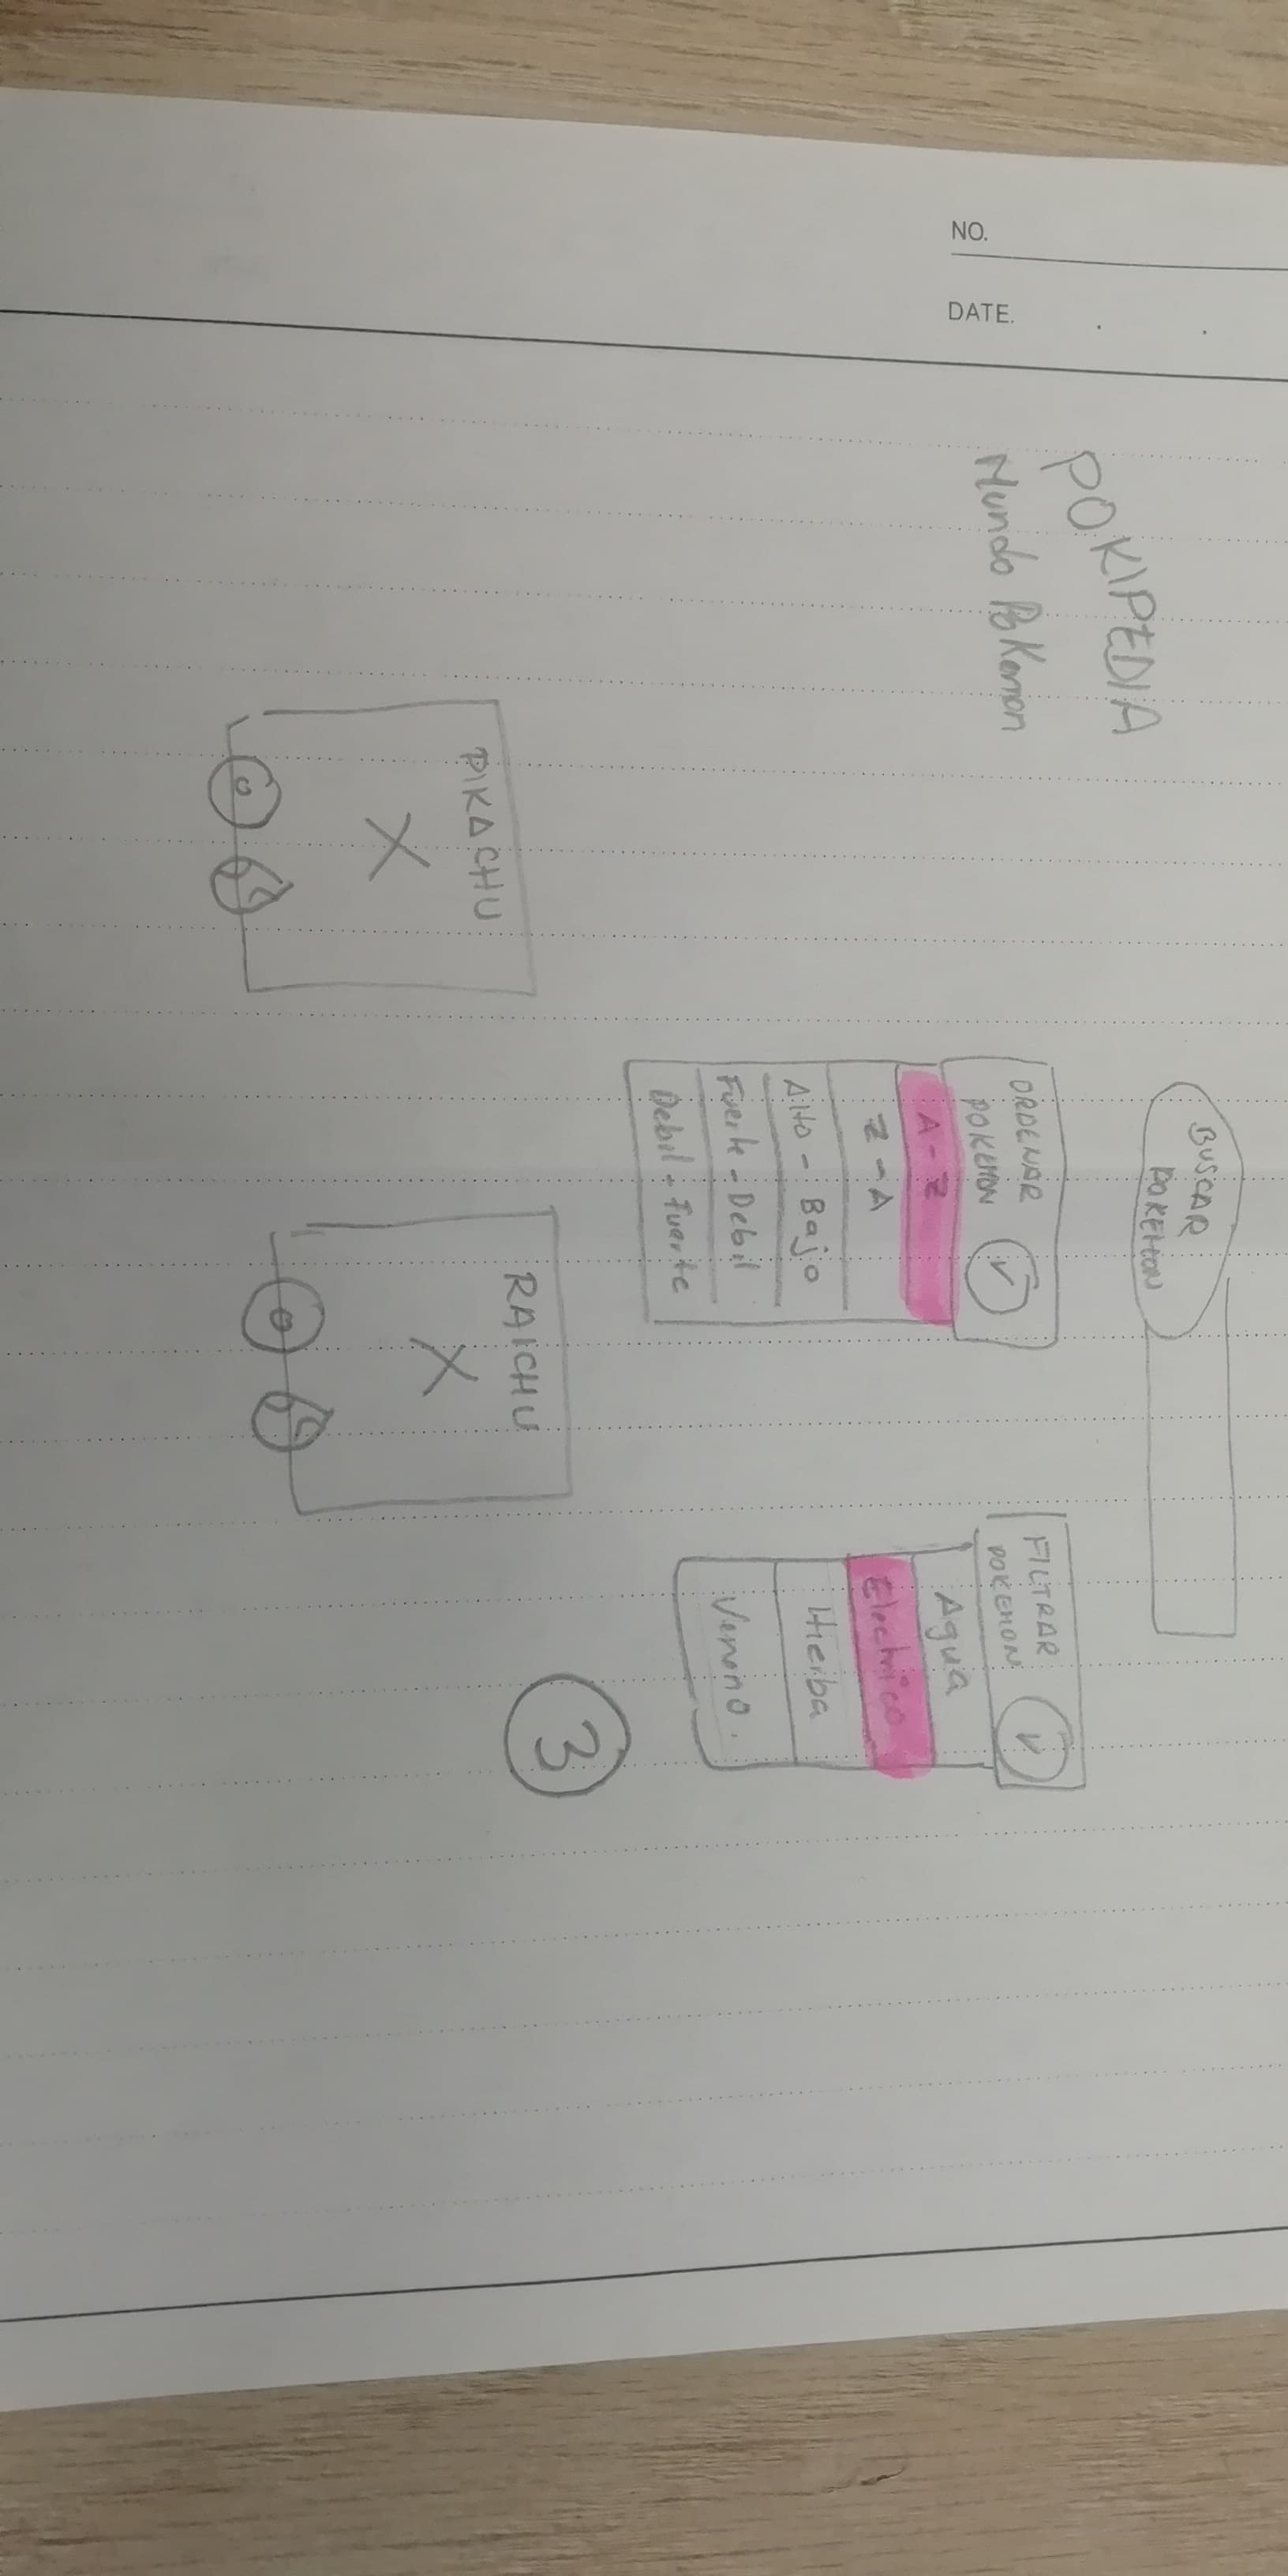 NO.
DATE.
BUSCAR
POKEMON
POKIPEDIA
Mundo Pokemon
ORDENAR
POKEMON
A - Z
Z - A
Alto - Bajo
Fuerte - Debil
Debil - Fuerte
FILTRAR
POKEMON
Agua
Electrico
Hierba
Veneno.
PIKACHU
RAICHU
3